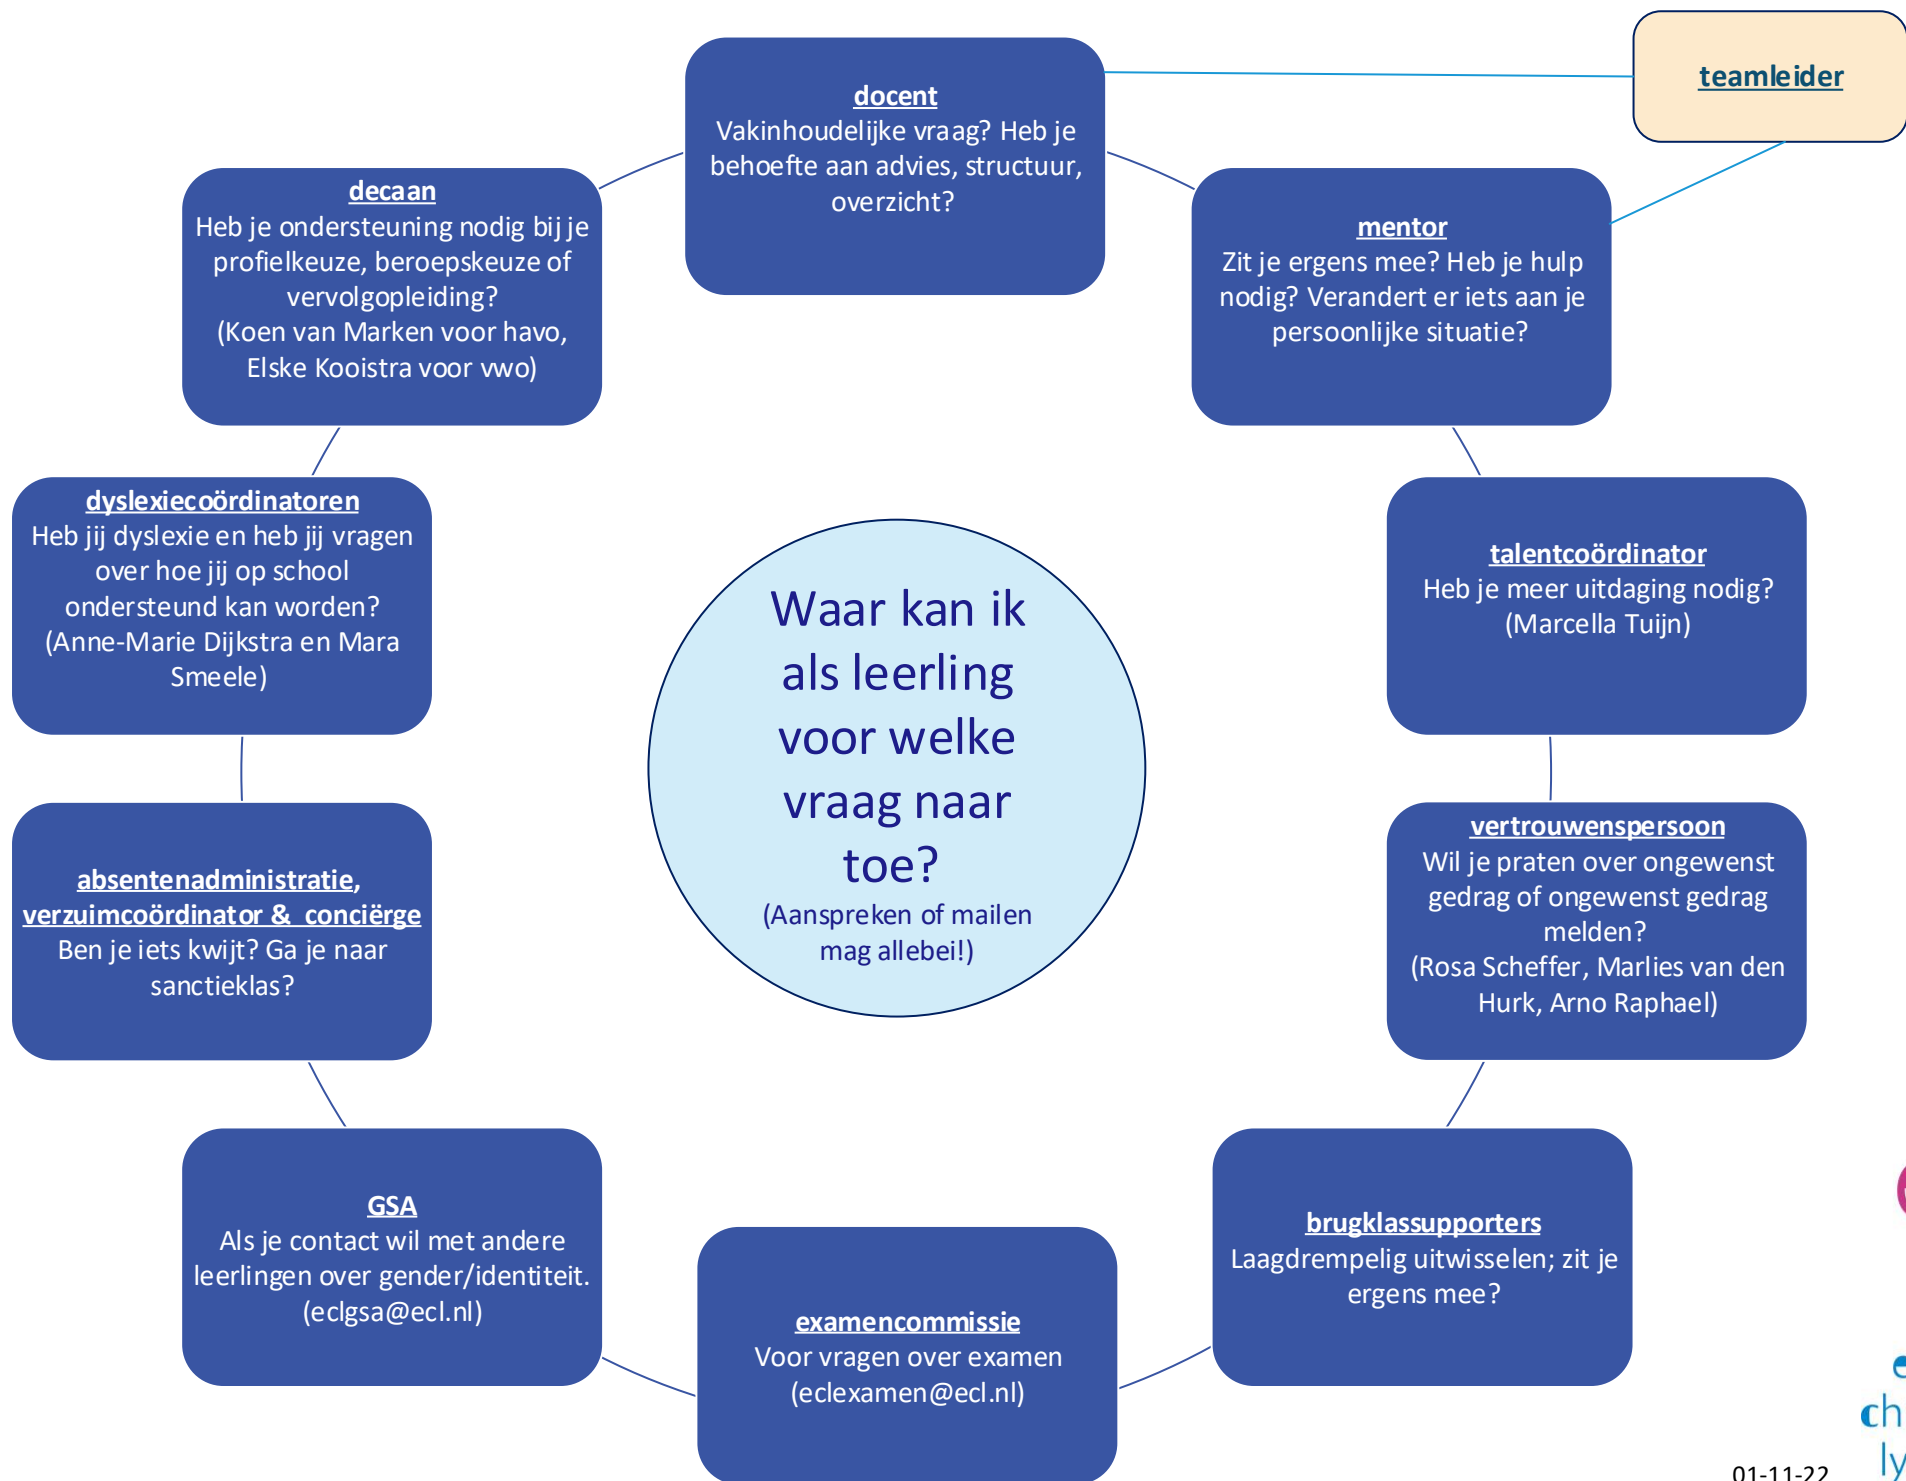 teamleider
docent
Vakinhoudelijke vraag? Heb je
behoefte aan advies, structuur,
overzicht?
mentor
Zit je ergens mee? Heb je hulp
nodig? Verandert er iets aan je
persoonlijke situatie?
talentcoördinator
Heb je meer uitdaging nodig?
(Marcella Tuijn)
vertrouwenspersoon
Wil je praten over ongewenst
gedrag of ongewenst gedrag
melden?
(Rosa Scheffer, Marlies van den
Hurk, Arno Raphael)
brugklassupporters
Laagdrempelig uitwisselen; zit je
ergens mee?
examencommissie
Voor vragen over examen
(eclexamen@ecl.nl)
GSA
Als je contact wil met andere
leerlingen over gender/identiteit.
(eclgsa@ecl.nl)
absentenadministratie,
verzuimcoördinator & conciërge
Ben je iets kwijt? Ga je naar
sanctieklas?
dyslexiecoördinatoren
Heb jij dyslexie en heb jij vragen
over hoe jij op school
ondersteund kan worden?
(Anne-Marie Dijkstra en Mara
Smeele)
decaan
Heb je ondersteuning nodig bij je
profielkeuze, beroepskeuze of
vervolgopleiding?
(Koen van Marken voor havo,
Elske Kooistra voor vwo)
Waar kan ik
als leerling
voor welke
vraag naar
toe?
(Aanspreken of mailen
mag allebei!)
01-11-22